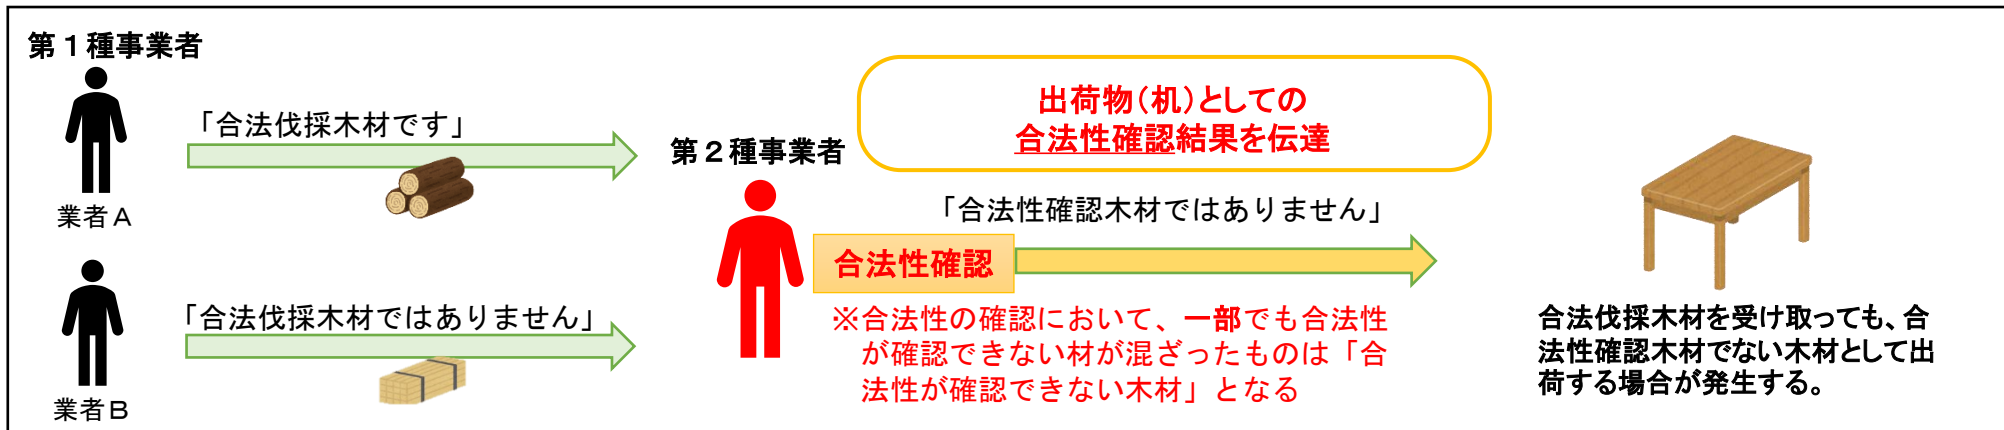 第1種事業者
「合法伐採木材です」
業者A
「合法伐採木材ではありません」
業者B
第2種事業者
出荷物(机)としての
合法性確認結果を伝達
「合法性確認木材ではありません」
合法性確認
※合法性の確認において、一部でも合法性
が確認できない材が混ざったものは「合
法性が確認できない木材」となる
合法伐採木材を受け取っても、合
法性確認木材でない木材として出
荷する場合が発生する。